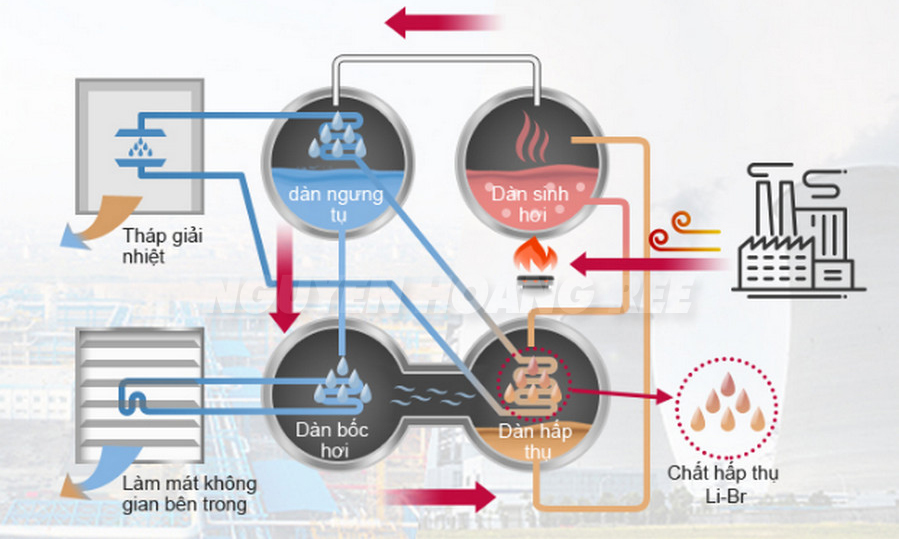 dàn ngưng
tụ
Dàn sinh
hơi
Tháp giải
nhiệt
NGUYEN HOANG REE
Dàn bốc
hơi
Dàn hấp
thụ
Chất hấp thụ
Li-Br
Làm mát không
gian bên trong